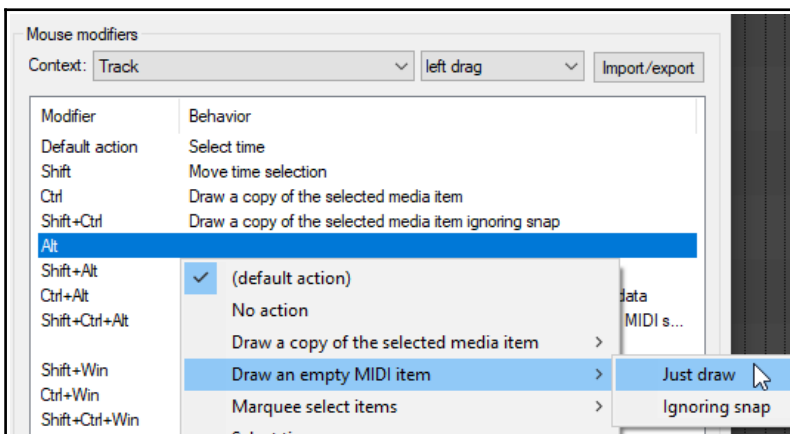 Mouse modifiers
Context: Track left drag Import/export
Modifier Behavior
Default action Select time
Shift Move time selection
Ctrl Draw a copy of the selected media item
Shift+Ctrl Draw a copy of the selected media item ignoring snap
Alt
Shift+Alt (default action)
Ctrl+Alt data
Shift+Ctrl+Alt No action MIDI s...
Draw a copy of the selected media item
Shift+Win Draw an empty MIDI item Just draw
Ctrl+Win
Shift+Ctrl+Win Marquee select items Ignoring snap